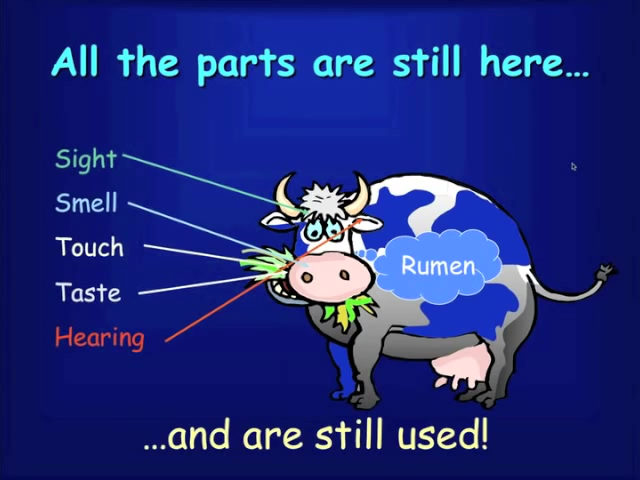 All the parts are still here…
Sight
Smell
Touch
Taste
Hearing
Rumen
…and are still used!